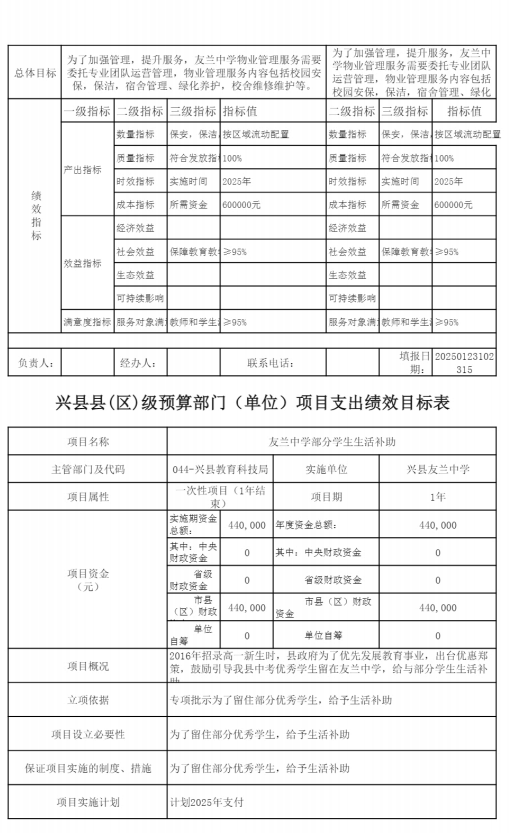 总体目标
为了加强管理，提升服务，友兰中学物业管理服务需要
委托专业团队运营管理，物业管理服务内容包括校园安
保，保洁，宿舍管理、绿化养护，校舍维修维护等。
为了加强管理，提升服务，友兰中
学物业管理服务需要委托专业团队
运营管理，物业管理服务内容包括
校园安保，保洁，宿舍管理、绿化
绩效指标
一级指标 二级指标 三级指标 指标值 二级指标 三级指标 指标值
产出指标
数量指标 保安，保洁， 按区域流动配置 数量指标 保安，保洁， 按区域流动配置
质量指标 符合发放指 100% 质量指标 符合发放指 100%
时效指标 实施时间 2025年 时效指标 实施时间 2025年
成本指标 所需资金 600000元 成本指标 所需资金 600000元
效益指标
经济效益 经济效益
社会效益 保障教育教 ≥95% 社会效益 保障教育教 ≥95%
生态效益 生态效益
可持续影响 可持续影响
满意度指标 服务对象满 教师和学生 ≥95% 服务对象满 教师和学生 ≥95%
负责人： 经办人： 联系电话： 填报日期： 20250123102315
兴县县(区)级预算部门（单位）项目支出绩效目标表
项目名称 友兰中学部分学生生活补助
主管部门及代码 044-兴县教育科技局 实施单位 兴县友兰中学
项目属性 一次性项目（1年结束） 项目期 1年
项目资金（元）
实施期资金总额： 440,000 年度资金总额： 440,000
其中：中央财政资金 0 其中：中央财政资金 0
省级财政资金 0 省级财政资金 0
市县（区）财政 440,000 市县（区）财政资金 440,000
单位自筹 0 单位自筹 0
项目概况
2016年招录高一新生时，县政府为了优先发展教育事业，出台优惠郑
策，鼓励引导我县中考优秀学生留在友兰中学，给与部分学生生活补
立项依据 专项批示为了留住部分优秀学生，给予生活补助
项目设立必要性 为了留住部分优秀学生，给予生活补助
保证项目实施的制度、措施 为了留住部分优秀学生，给予生活补助
项目实施计划 计划2025年支付